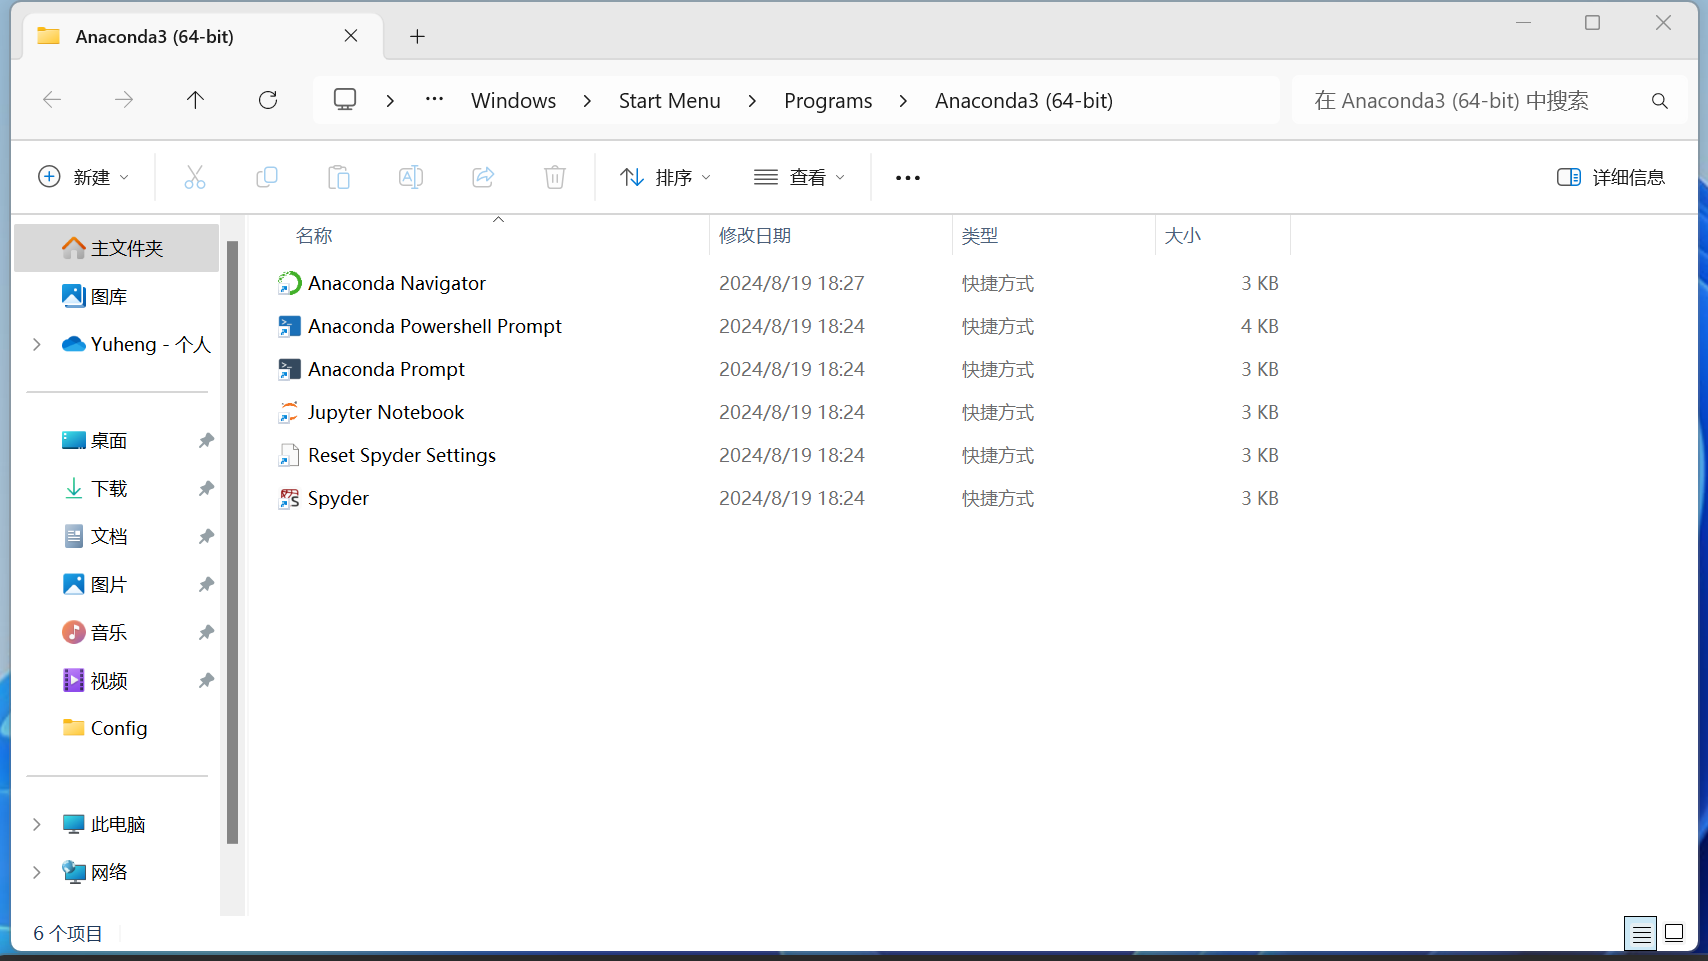 Anaconda3 (64-bit)
Windows Start Menu Programs Anaconda3 (64-bit) 在 Anaconda3 (64-bit) 中搜索
新建 排序 查看 详细信息
名称 修改日期 类型 大小
Anaconda Navigator 2024/8/19 18:27 快捷方式 3 KB
Anaconda Powershell Prompt 2024/8/19 18:24 快捷方式 4 KB
Anaconda Prompt 2024/8/19 18:24 快捷方式 3 KB
Jupyter Notebook 2024/8/19 18:24 快捷方式 3 KB
Reset Spyder Settings 2024/8/19 18:24 快捷方式 3 KB
Spyder 2024/8/19 18:24 快捷方式 3 KB
主文件夹
图库
Yuheng - 个人
桌面
下载
文档
图片
音乐
视频
Config
此电脑
网络
6 个项目